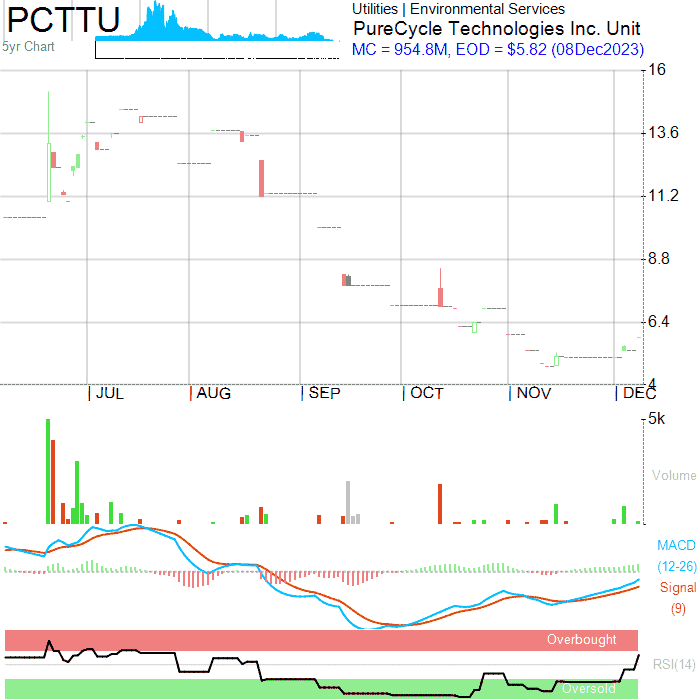 PCTTU
5yr Chart
Utilities | Environmental Services
PureCycle Technologies Inc. Unit
MC = 954.8M, EOD = $5.82 (08Dec2023)
16
13.6
11.2
8.8
6.4
4
JUL
AUG
SEP
OCT
NOV
DEC
5k
Volume
MACD
(12-26)
Signal
(9)
Overbought
RSI(14)
Oversold